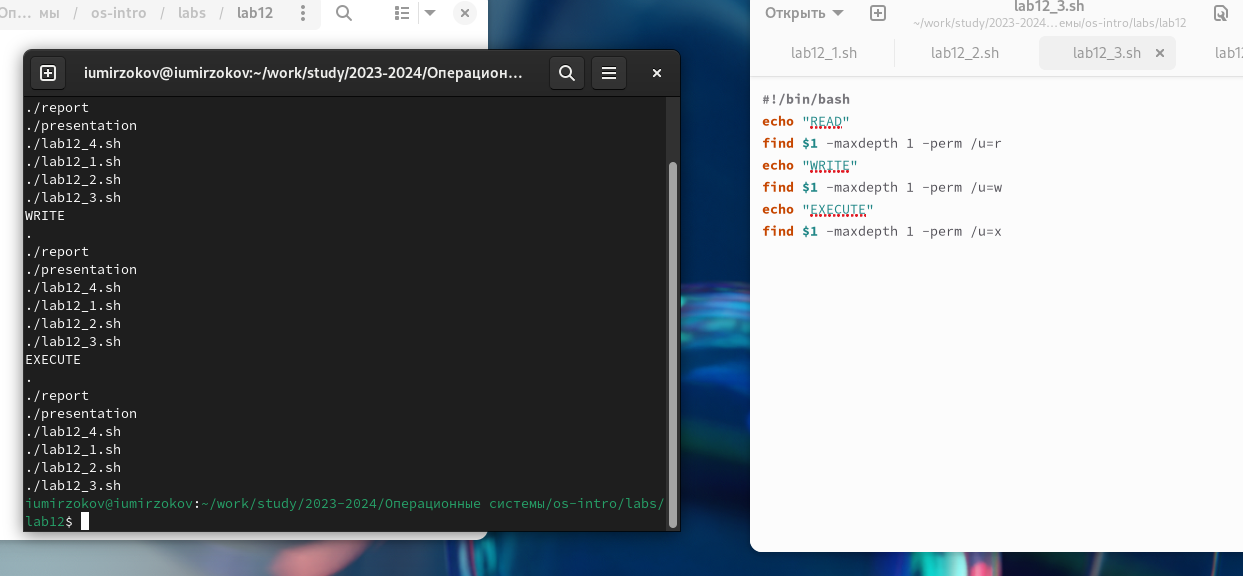 Оп... мы / os-intro / labs / lab12
iumirzokov@iumirzokov:~/work/study/2023-2024/Операцион...
./report
./presentation
./lab12_4.sh
./lab12_1.sh
./lab12_2.sh
./lab12_3.sh
WRITE
.
./report
./presentation
./lab12_4.sh
./lab12_1.sh
./lab12_2.sh
./lab12_3.sh
EXECUTE
.
./report
./presentation
./lab12_4.sh
./lab12_1.sh
./lab12_2.sh
./lab12_3.sh
iumirzokov@iumirzokov:~/work/study/2023-2024/Операционные системы/os-intro/labs/
lab12$
Открыть
lab12_3.sh
~/work/study/2023-2024…емы/os-intro/labs/lab12
lab12_1.sh lab12_2.sh lab12_3.sh lab12
#!/bin/bash
echo "READ"
find $1 -maxdepth 1 -perm /u=r
echo "WRITE"
find $1 -maxdepth 1 -perm /u=w
echo "EXECUTE"
find $1 -maxdepth 1 -perm /u=x